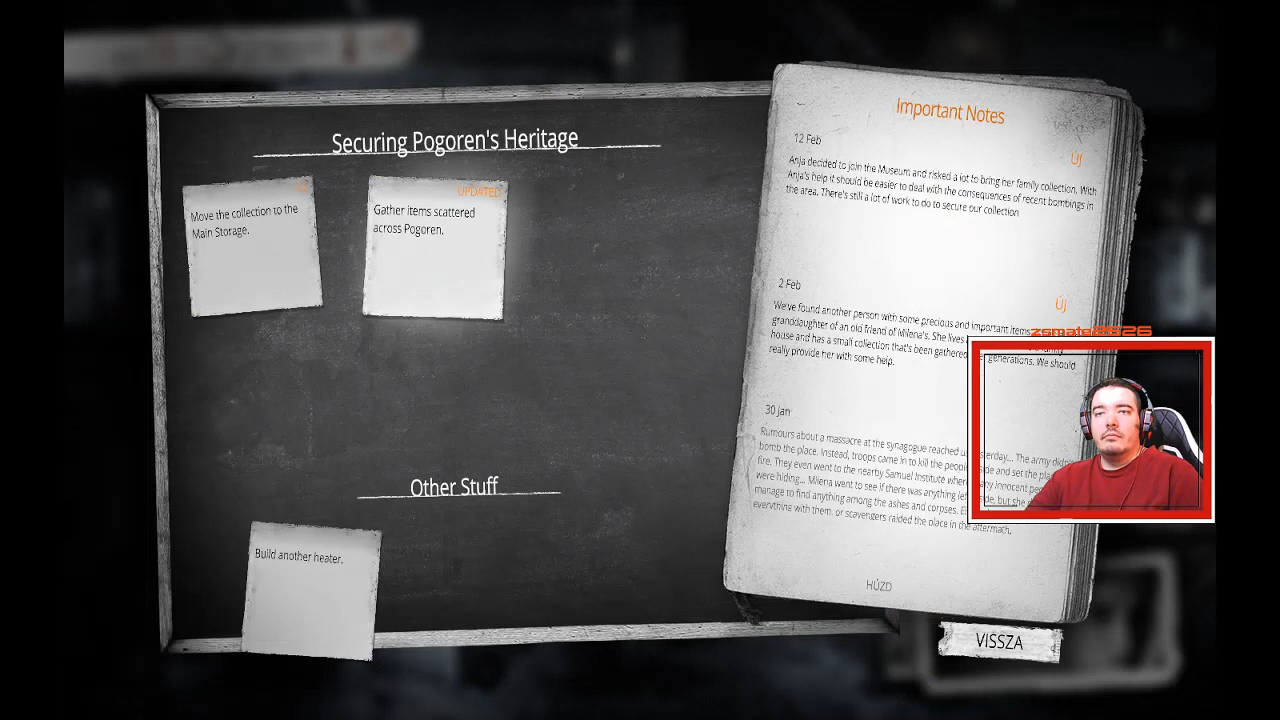 Securing Pogoren's Heritage
Move the collection to the
Main Storage.
UPDATED
Gather items scattered
across Pogoren.
Other Stuff
Build another heater.
Important Notes
12 Feb
ÚJ
Anja decided to join the Museum and risked a lot to bring her family collection. With
Anja's help it should be easier to deal with the consequences of recent bombings in
the area. There's still a lot of work to do to secure our collection
2 Feb
ÚJ
We've found another person with some precious and important items
granddaughter of an old friend of Milena's. She lives
house and has a small collection that's been gathered generations. We should
really provide her with some help.
30 Jan
Rumours about a massacre at the synagogue reached yesterday... The army
bomb the place. Instead, troops came in to kill the people and set the
fire. They even went to the nearby Samuel Institute where many innocent
were hiding... Milena went to see if there was anything but she
manage to find anything among the ashes and corpses.
everything with them, or scavengers raided the place in the aftermath.
HÚZD
zsmate2326
VISSZA